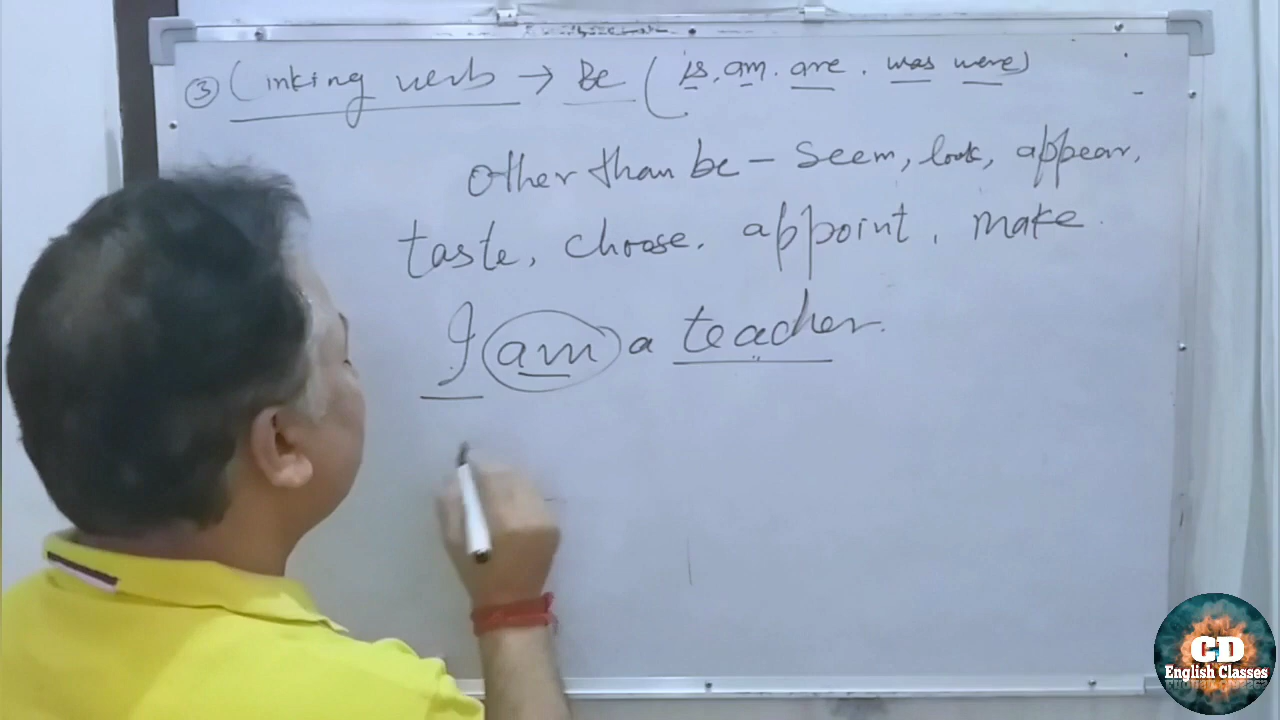 ③ Linking verb → Be ( is, am. are. was were)
Other than be – seem, look, appear,
taste, choose, appoint, make.
I am a teacher.
CD
English Classes